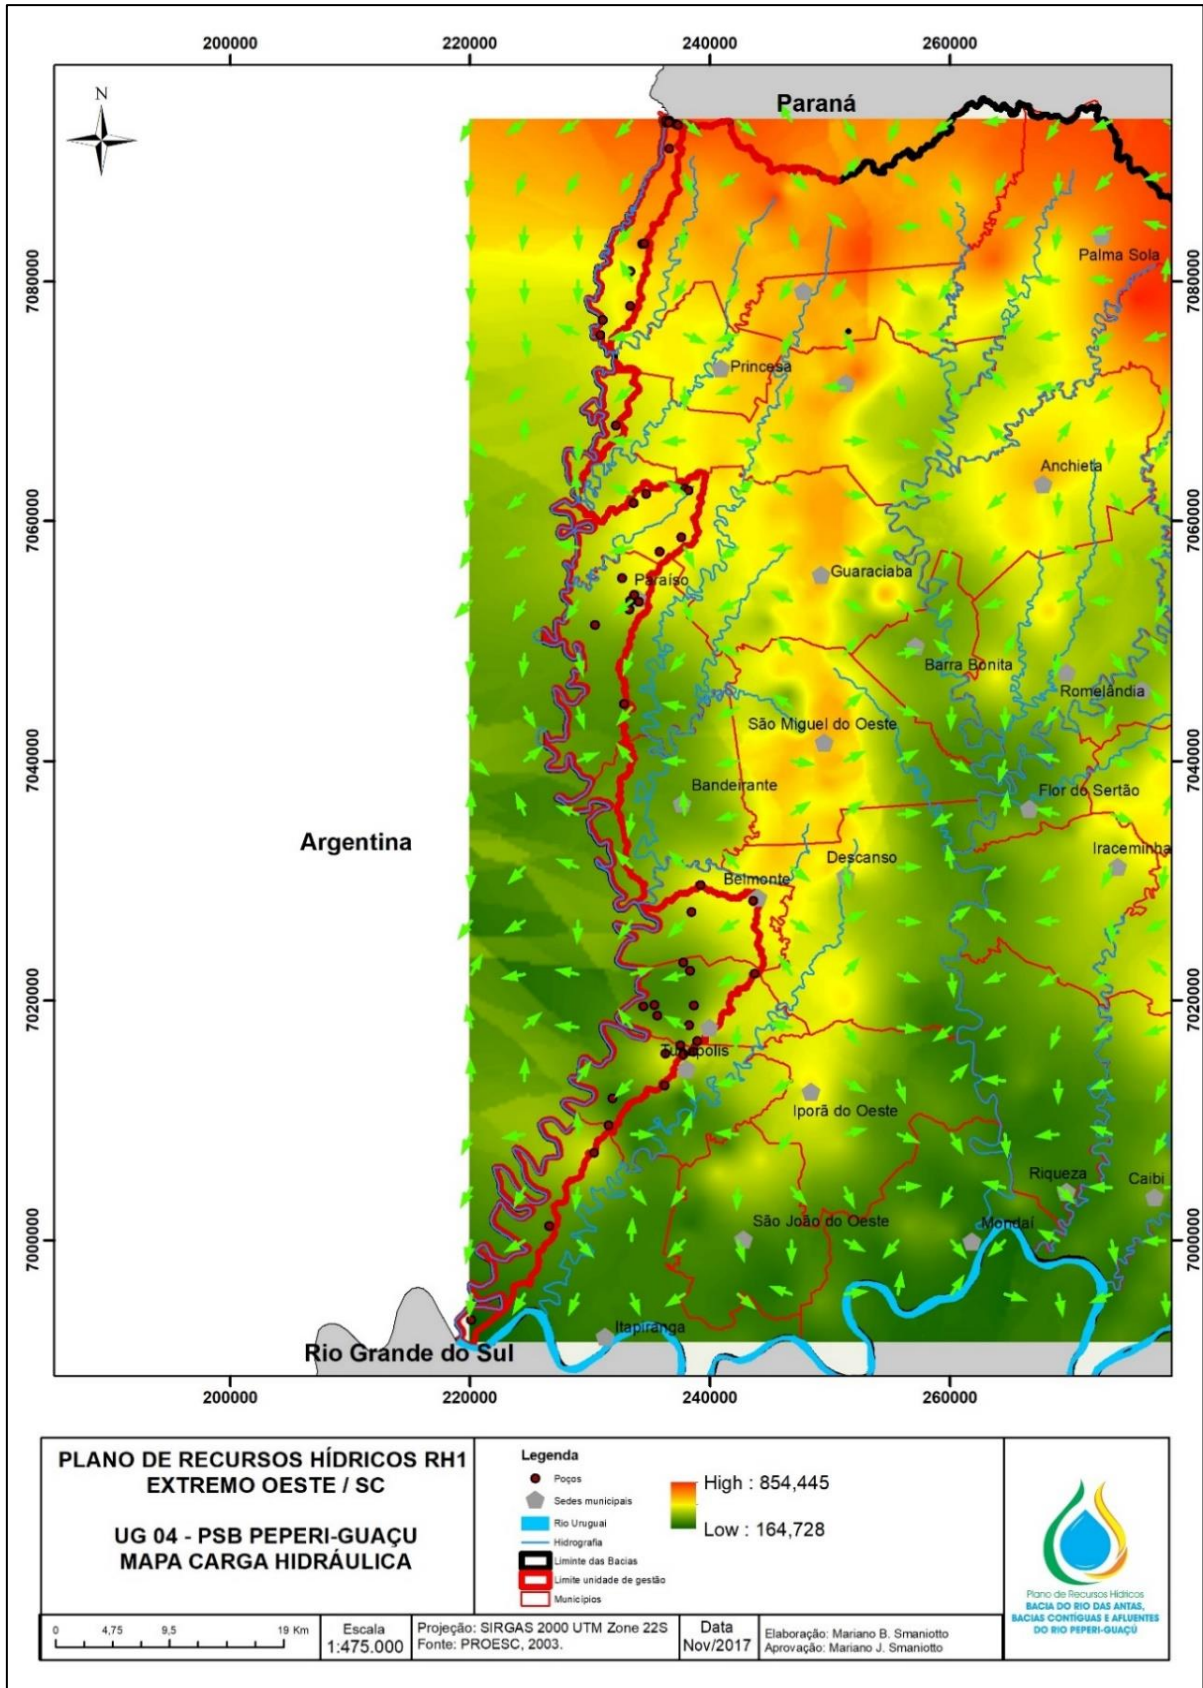 200000 220000 240000 260000
N
Paraná
Palma Sola
7080000 7080000
Princesa
Anchieta
7060000 7060000
Guaraciaba
Paraíso
Barra Bonita
Romelândia
São Miguel do Oeste
7040000 7040000
Bandeirante
Flor do Sertão
Argentina
Iraceminha
Descanso
Belmonte
7020000 7020000
Iporã do Oeste
Riqueza
Caibi
São João do Oeste
Mondaí
7000000 7000000
Itapiranga
Rio Grande do Sul
200000 220000 240000 260000
PLANO DE RECURSOS HÍDRICOS RH1
EXTREMO OESTE / SC
UG 04 - PSB PEPERI-GUAÇU
MAPA CARGA HIDRÁULICA
Legenda
Poços
Sedes municipais
Rio Uruguai
Hidrografia
Liminte das Bacias
Limite unidade de gestão
Municípios
High : 854,445
Low : 164,728
Plano de Recursos Hídricos
BACIA DO RIO DAS ANTAS,
BACIAS CONTÍGUAS E AFLUENTES
DO RIO PEPERI-GUAÇÚ
0 4,75 9,5 19 Km
Escala
1:475.000
Projeção: SIRGAS 2000 UTM Zone 22S
Fonte: PROESC, 2003.
Data
Nov/2017
Elaboração: Mariano B. Smaniotto
Aprovação: Mariano J. Smaniotto